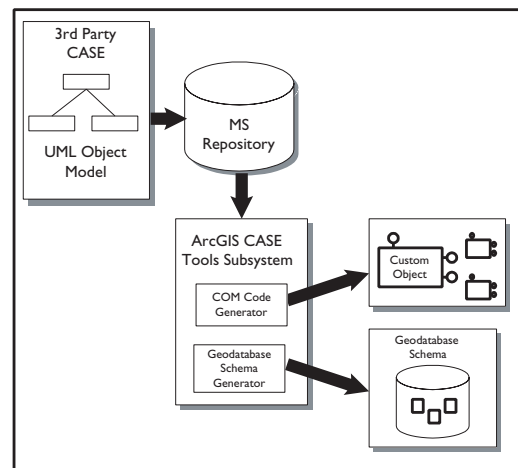 3rd Party
CASE
UML Object
Model
MS
Repository
ArcGIS CASE
Tools Subsystem
COM Code
Generator
Geodatabase
Schema
Generator
Custom
Object
Geodatabase
Schema